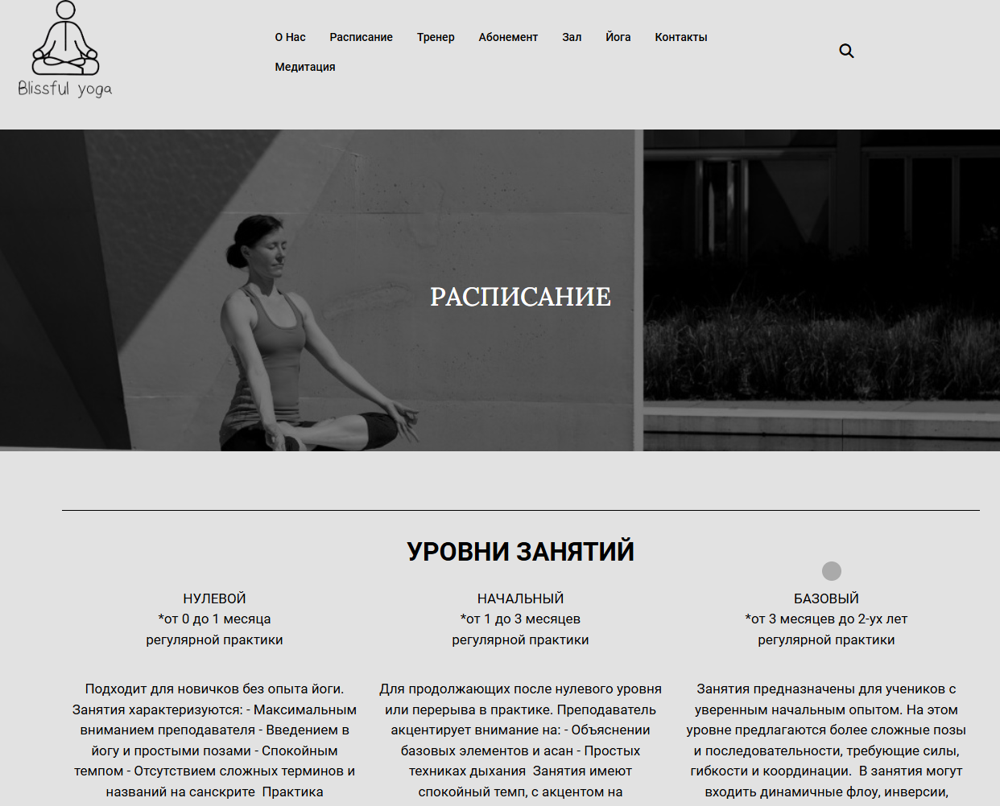 Blissful yoga
О Нас Расписание Тренер Абонемент Зал Йога Контакты
Медитация
РАСПИСАНИЕ
УРОВНИ ЗАНЯТИЙ
НУЛЕВОЙ
*от 0 до 1 месяца
регулярной практики
Подходит для новичков без опыта йоги.
Занятия характеризуются: - Максимальным
вниманием преподавателя - Введением в
йогу и простыми позами - Спокойным
темпом - Отсутствием сложных терминов и
названий на санскрите  Практика
НАЧАЛЬНЫЙ
*от 1 до 3 месяцев
регулярной практики
Для продолжающих после нулевого уровня
или перерыва в практике. Преподаватель
акцентирует внимание на: - Объяснении
базовых элементов и асан - Простых
техниках дыхания  Занятия имеют
спокойный темп, с акцентом на
БАЗОВЫЙ
*от 3 месяцев до 2-ух лет
регулярной практики
Занятия предназначены для учеников с
уверенным начальным опытом. На этом
уровне предлагаются более сложные позы
и последовательности, требующие силы,
гибкости и координации.  В занятия могут
входить динамичные флоу, инверсии,